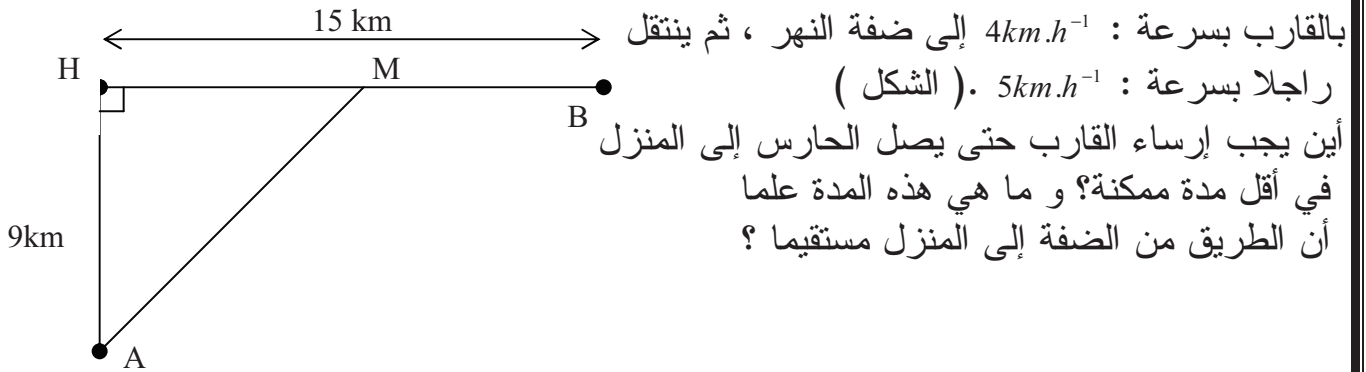 15 km
H
M
B
9km
A
بالقارب بسرعة : 4km.h⁻¹ إلى ضفة النهر ، ثم ينتقل
راجلا بسرعة : 5km.h⁻¹ .( الشكل )
أين يجب إرساء القارب حتى يصل الحارس إلى المنزل
في أقل مدة ممكنة؟ و ما هي هذه المدة علما
أن الطريق من الضفة إلى المنزل مستقيما ؟